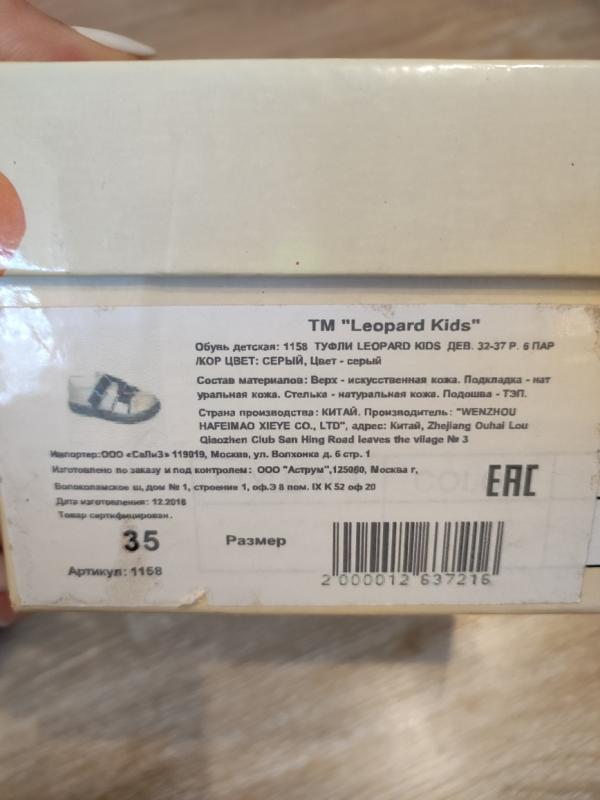 ТМ "Leopard Kids"
Обувь детская: 1158 ТУФЛИ LEOPARD KIDS ДЕВ. 32-37 Р. 6 ПАР
/КОР ЦВЕТ: СЕРЫЙ, Цвет - серый
Состав материалов: Верх - искусственная кожа. Подкладка - нат
уральная кожа. Стелька - натуральная кожа. Подошва - ТЭП.
Страна производства: КИТАЙ. Производитель: "WENZHOU
HAFEIMAO XIEYE CO., LTD", адрес: Китай, Zhejiang Ouhai Lou
Qiaozhen Club San Hing Road leaves the vilage № 3
Импортер:ООО «СаЛиЗ» 119019, Москва, ул. Волхонка д. 6 стр. 1
Изготовлено по заказу и под контролем: ООО "Аструм",125080, Москва г,
Волоколамское ш, дом № 1, строение 1, оф.Э 8 пом. IX К 52 оф 20
Дата изготовления: 12.2018
Товар сертифицирован.
EAC
35 Размер
Артикул: 1158
2 000012 637216